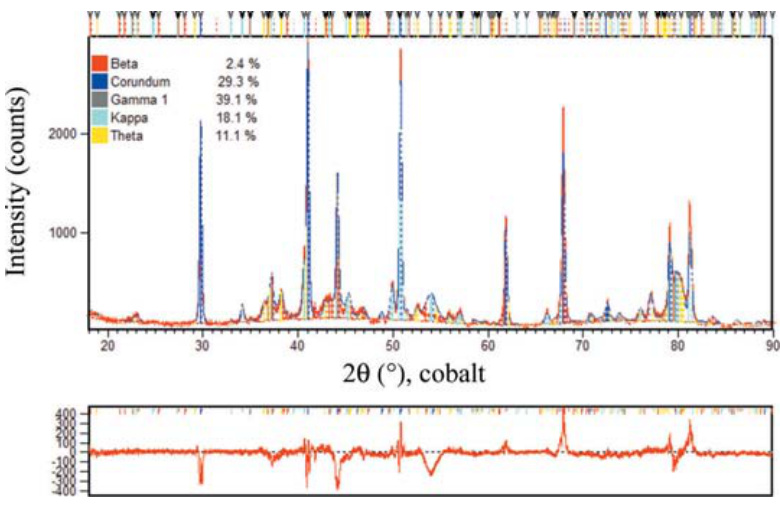 Beta 2.4 %
Corundum 29.3 %
Gamma 1 39.1 %
Kappa 18.1 %
Theta 11.1 %
Intensity (counts)
2000
1000
20 30 40 50 60 70 80 90
2θ (°), cobalt
400
300
200
100
0
-100
-200
-300
-400